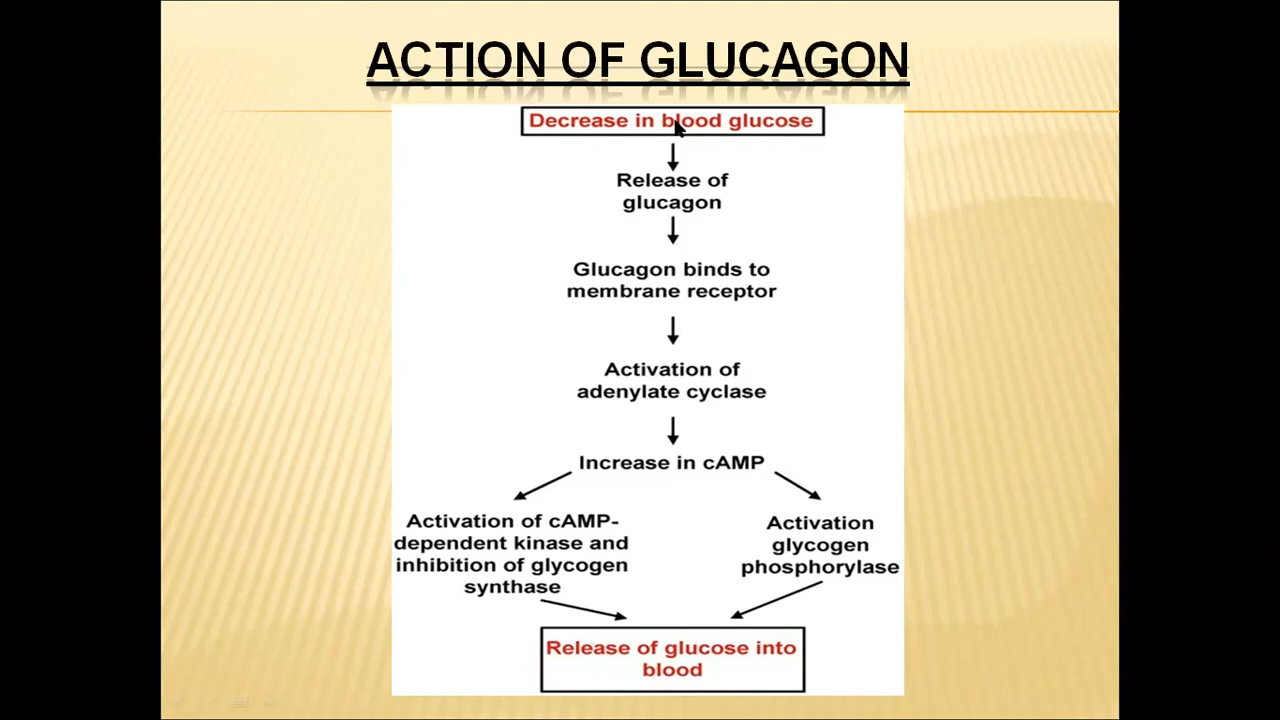 ACTION OF GLUCAGON
Decrease in blood glucose
Release of
glucagon
Glucagon binds to
membrane receptor
Activation of
adenylate cyclase
Increase in cAMP
Activation of cAMP-
dependent kinase and
inhibition of glycogen
synthase
Activation
glycogen
phosphorylase
Release of glucose into
blood